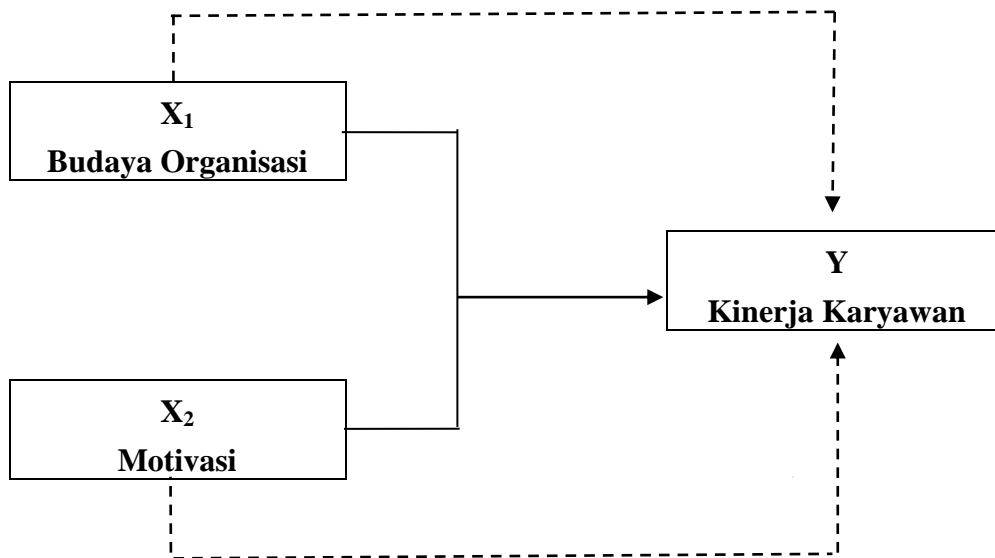 X₁
Budaya Organisasi
Y
Kinerja Karyawan
X₂
Motivasi